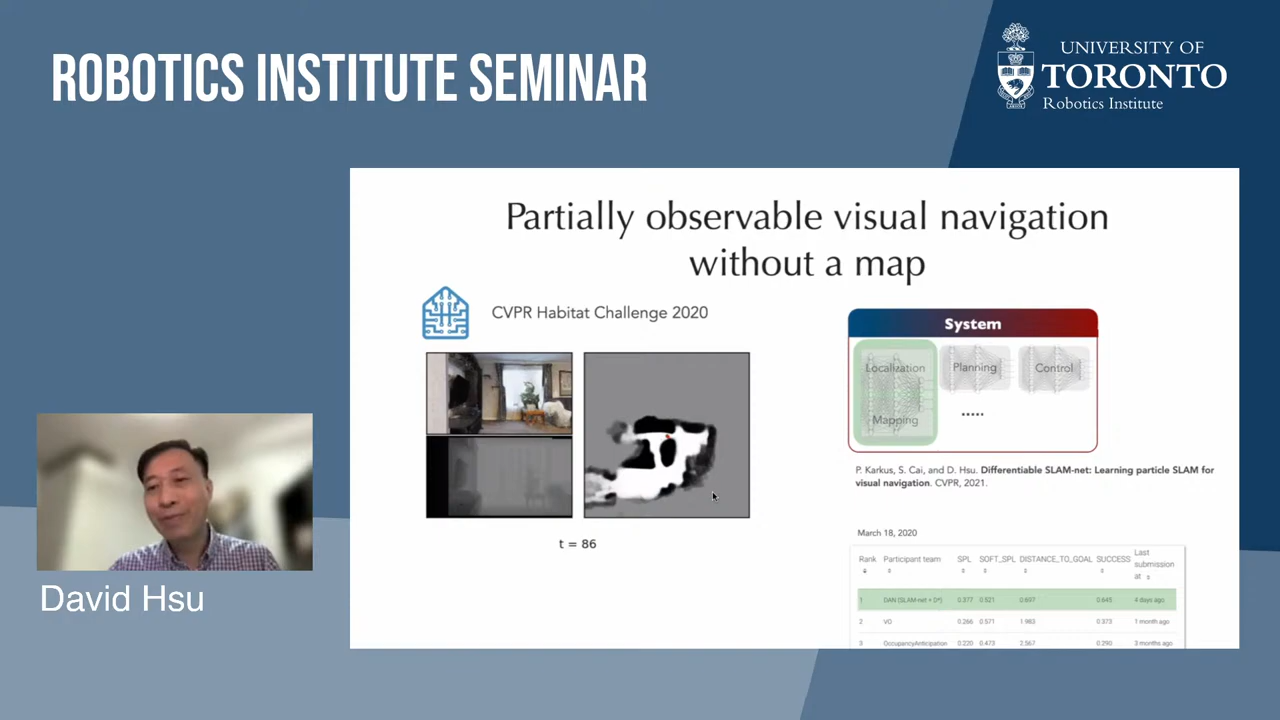 ROBOTICS INSTITUTE SEMINAR
UNIVERSITY OF
TORONTO
Robotics Institute
Partially observable visual navigation
without a map
CVPR Habitat Challenge 2020
t = 86
System
Localization
Mapping
Planning
Control
.....
P. Karkus, S. Cai, and D. Hsu. Differentiable SLAM-net: Learning particle SLAM for
visual navigation. CVPR, 2021.
March 18, 2020
Rank Participant team SPL SOFT_SPL DISTANCE_TO_GOAL SUCCESS Last
submission
at
1 DAN (SLAM-net + D*) 0.377 0.521 0.697 0.645 4 days ago
2 VO 0.266 0.571 1.983 0.373 1 month ago
3 OccupancyAnticipation 0.220 0.473 2.567 0.290 3 months ago
David Hsu